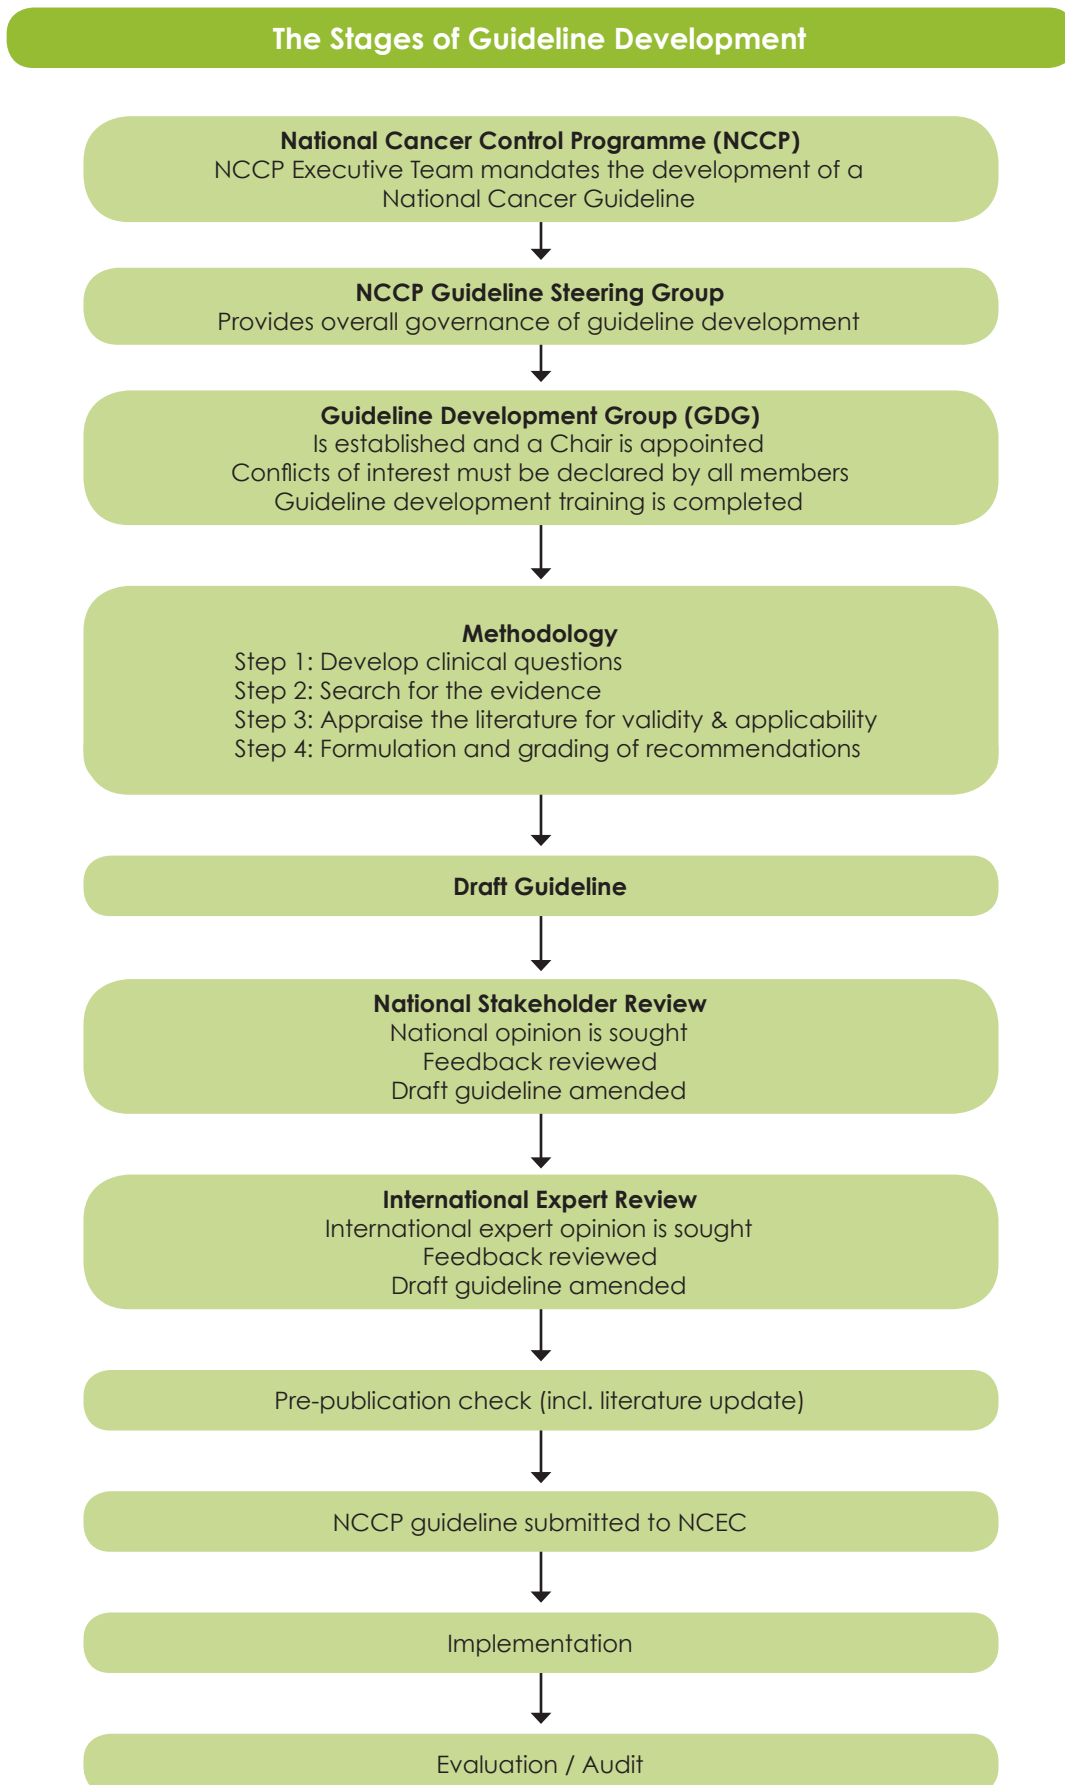 The Stages of Guideline Development
National Cancer Control Programme (NCCP)
NCCP Executive Team mandates the development of a
National Cancer Guideline
NCCP Guideline Steering Group
Provides overall governance of guideline development
Guideline Development Group (GDG)
Is established and a Chair is appointed
Conflicts of interest must be declared by all members
Guideline development training is completed
Methodology
Step 1: Develop clinical questions
Step 2: Search for the evidence
Step 3: Appraise the literature for validity & applicability
Step 4: Formulation and grading of recommendations
Draft Guideline
National Stakeholder Review
National opinion is sought
Feedback reviewed
Draft guideline amended
International Expert Review
International expert opinion is sought
Feedback reviewed
Draft guideline amended
Pre-publication check (incl. literature update)
NCCP guideline submitted to NCEC
Implementation
Evaluation / Audit